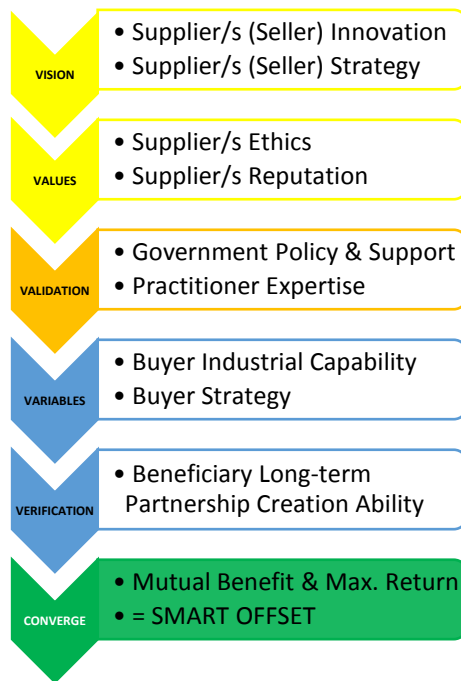 VISION
• Supplier/s (Seller) Innovation
• Supplier/s (Seller) Strategy
VALUES
• Supplier/s Ethics
• Supplier/s Reputation
VALIDATION
• Government Policy & Support
• Practitioner Expertise
VARIABLES
• Buyer Industrial Capability
• Buyer Strategy
VERIFICATION
• Beneficiary Long-term
Partnership Creation Ability
CONVERGE
• Mutual Benefit & Max. Return
• = SMART OFFSET